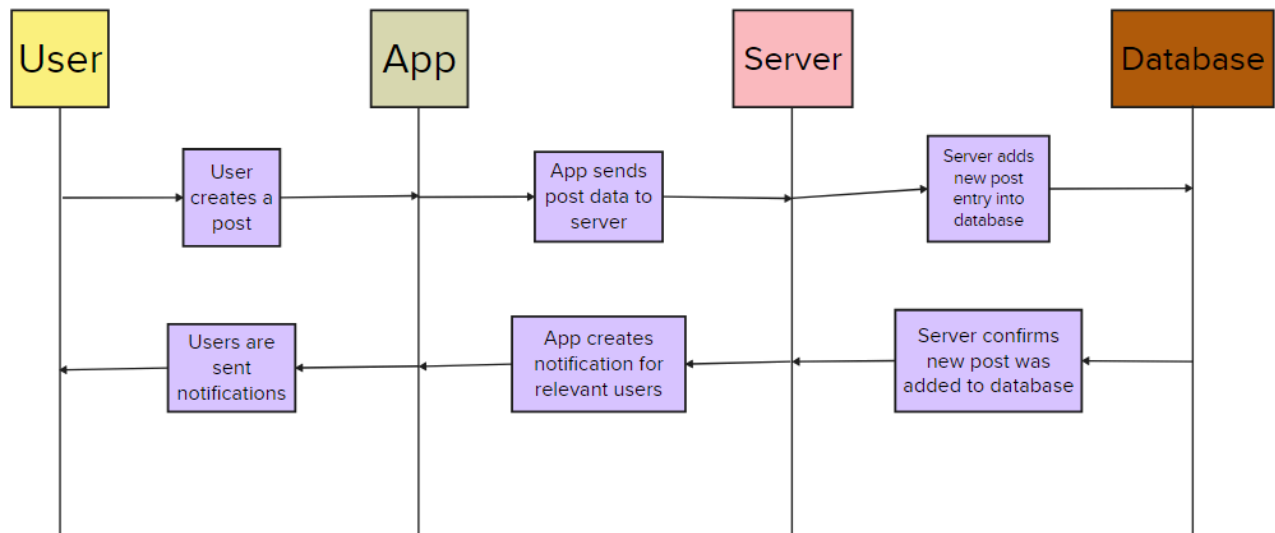 User
App
Server
Database
User
creates a
post
App sends
post data to
server
Server adds
new post
entry into
database
Users are
sent
notifications
App creates
notification for
relevant users
Server confirms
new post was
added to database